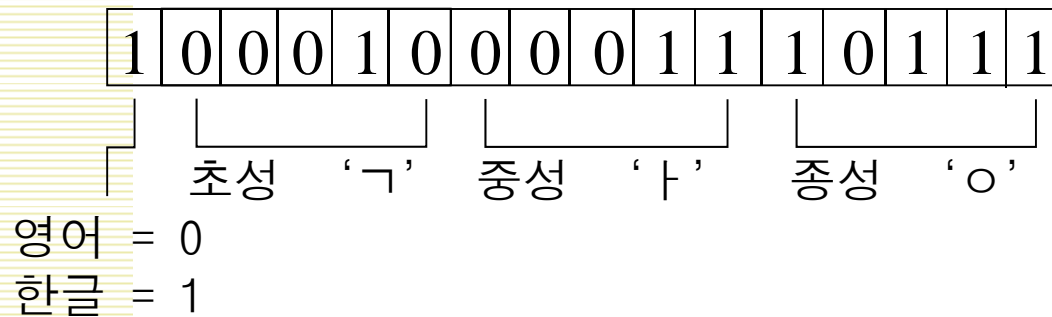 1 0 0 0 1 0 0 0 0 1 1 1 0 1 1 1
초성 ‘ㄱ’ 중성 ‘ㅏ’ 종성 ‘ㅇ’
영어 = 0
한글 = 1